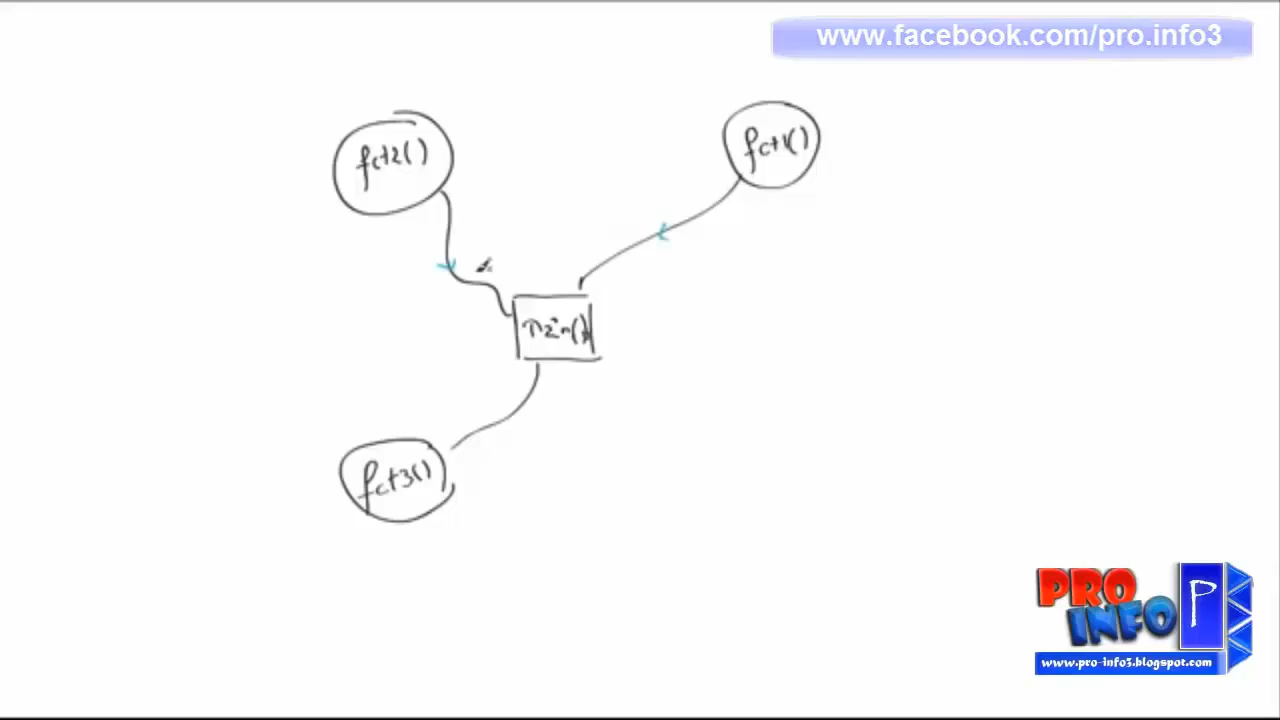 www.facebook.com/pro.info3
fct2()
fct1()
main()
fct3()
PRO
INFO
P
www.pro-info3.blogspot.com